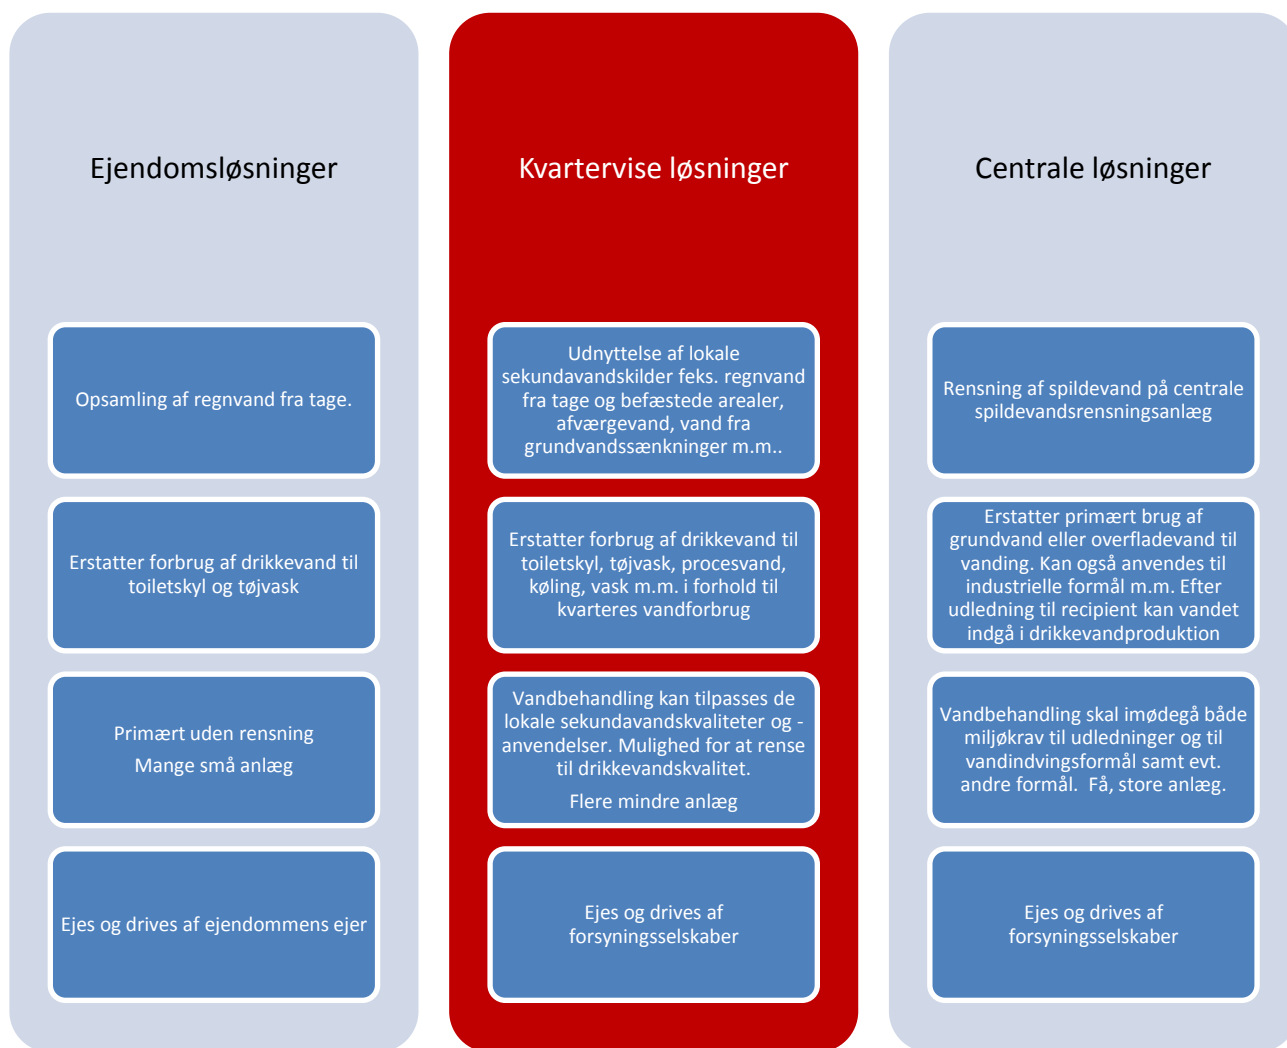 Ejendomsløsninger
Opsamling af regnvand fra tage.
Erstatter forbrug af drikkevand til
toiletskyl og tøjvask
Primært uden rensning
Mange små anlæg
Ejes og drives af ejendommens ejer
Kvartervise løsninger
Udnyttelse af lokale
sekundavandskilder feks. regnvand
fra tage og befæstede arealer,
afværgevand, vand fra
grundvandssænkninger m.m..
Erstatter forbrug af drikkevand til
toiletskyl, tøjvask, procesvand,
køling, vask m.m. i forhold til
kvarteres vandforbrug
Vandbehandling kan tilpasses de
lokale sekundavandskvaliteter og -
anvendelser. Mulighed for at rense
til drikkevandskvalitet.
Flere mindre anlæg
Ejes og drives af
forsyningsselskaber
Centrale løsninger
Rensning af spildevand på centrale
spildevandsrensningsanlæg
Erstatter primært brug af
grundvand eller overfladevand til
vanding. Kan også anvendes til
industrielle formål m.m. Efter
udledning til recipient kan vandet
indgå i drikkevandproduktion
Vandbehandling skal imødegå både
miljøkrav til udledninger og til
vandindvingsformål samt evt.
andre formål.  Få, store anlæg.
Ejes og drives af
forsyningsselskaber